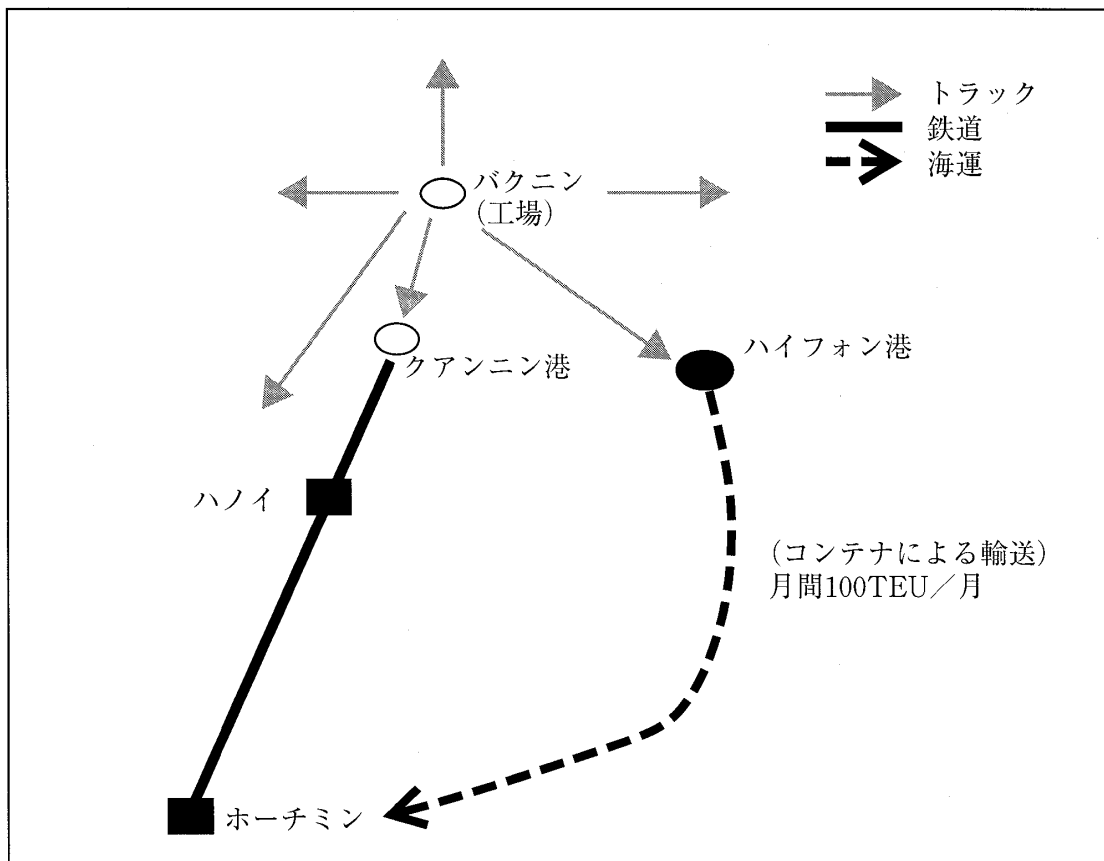 トラック
鉄道
海運
バクニン
(工場)
クアンニン港
ハイフォン港
ハノイ
(コンテナによる輸送)
月間100TEU／月
ホーチミン